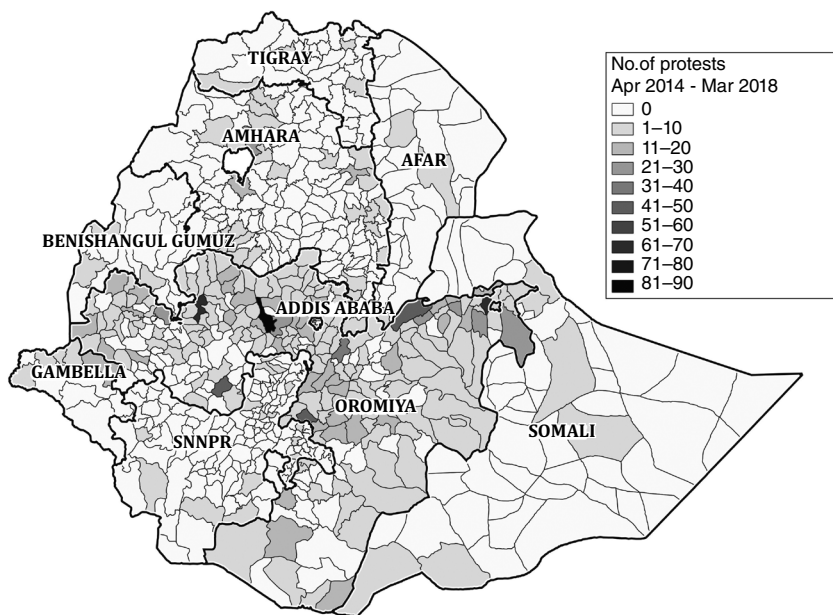 No.of protests
Apr 2014 - Mar 2018
0
1–10
11–20
21–30
31–40
41–50
51–60
61–70
71–80
81–90
TIGRAY
AMHARA
AFAR
BENISHANGUL GUMUZ
ADDIS ABABA
GAMBELLA
OROMIYA
SNNPR
SOMALI